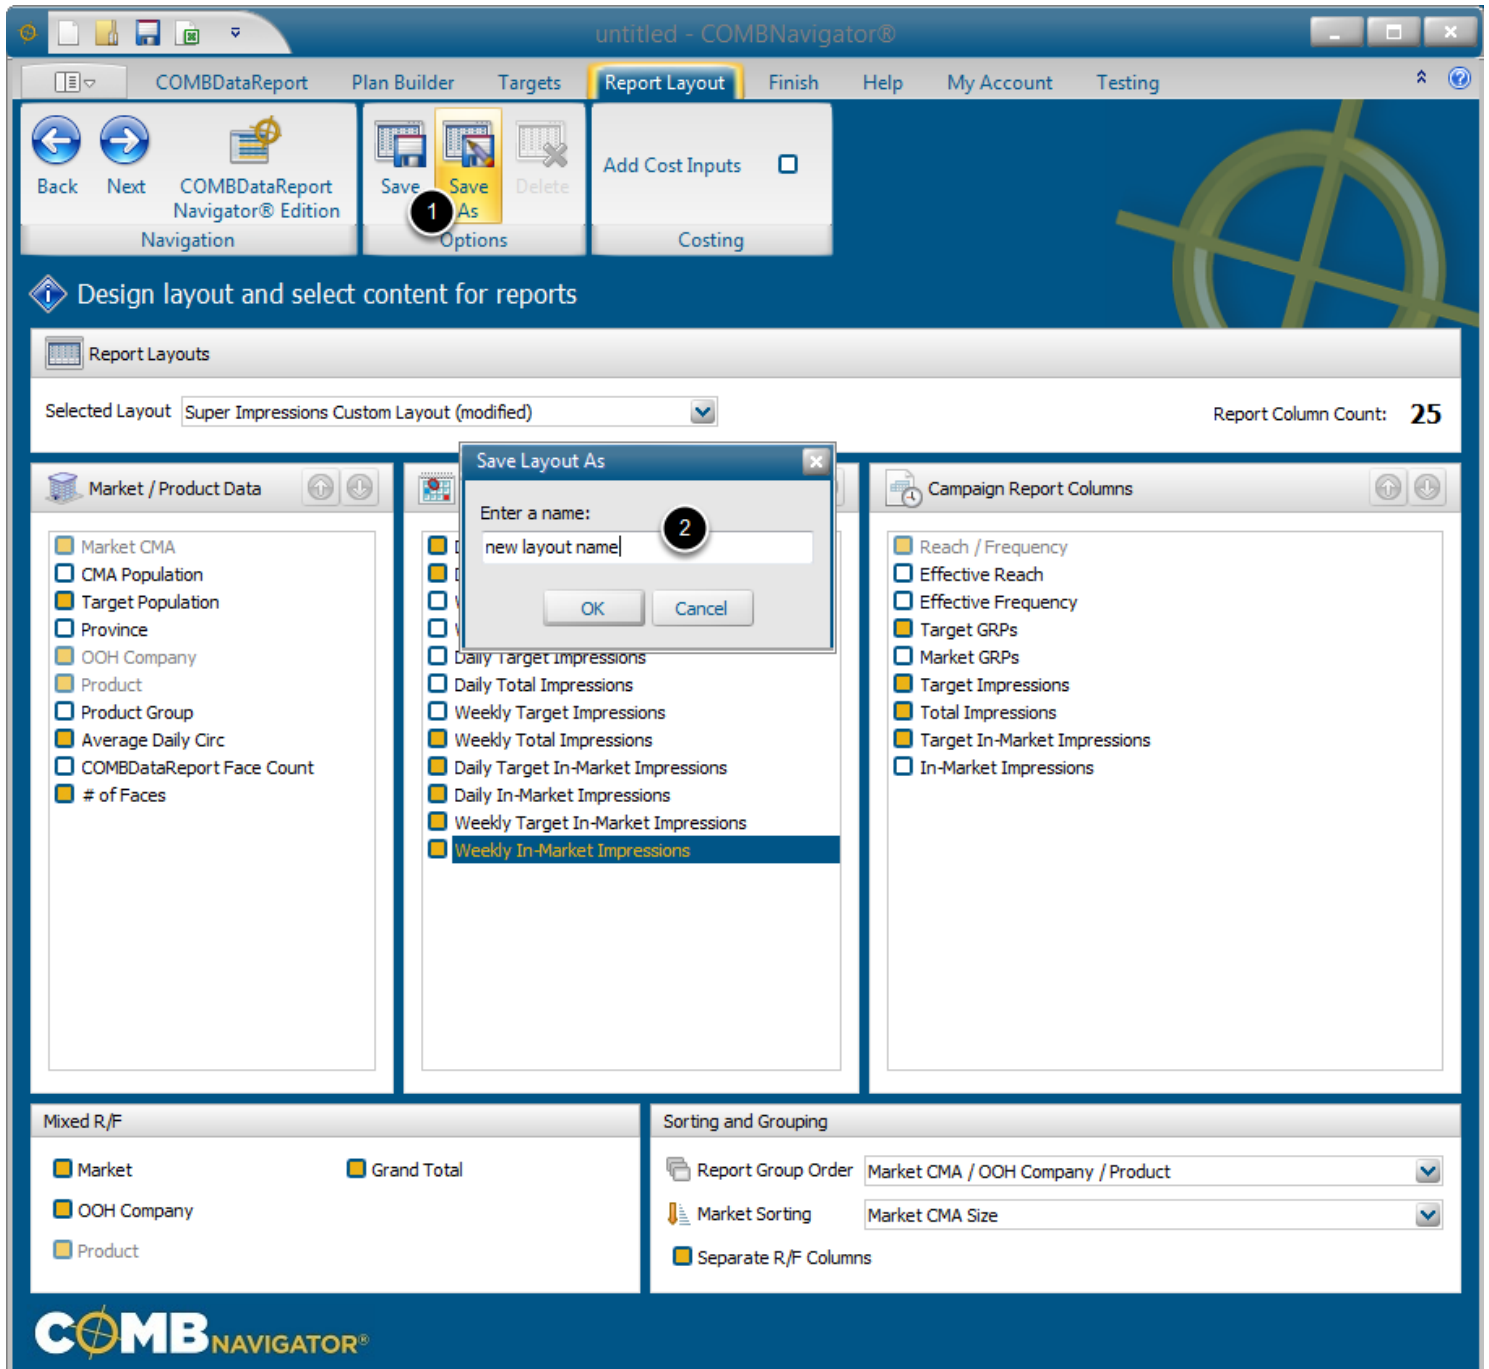 untitled - COMBNavigator®
COMBDataReport Plan Builder Targets Report Layout Finish Help My Account Testing
Back Next COMBDataReport Navigator® Edition
Navigation
Save Save As Delete
1
Options
Add Cost Inputs
Costing
Design layout and select content for reports
Report Layouts
Selected Layout Super Impressions Custom Layout (modified)
Report Column Count: 25
Save Layout As
Enter a name:
2
new layout name
OK Cancel
Market / Product Data
Market CMA
CMA Population
Target Population
Province
OOH Company
Product
Product Group
Average Daily Circ
COMBDataReport Face Count
# of Faces
Daily Target Impressions
Daily Total Impressions
Weekly Target Impressions
Weekly Total Impressions
Daily Target In-Market Impressions
Daily In-Market Impressions
Weekly Target In-Market Impressions
Weekly In-Market Impressions
Campaign Report Columns
Reach / Frequency
Effective Reach
Effective Frequency
Target GRPs
Market GRPs
Target Impressions
Total Impressions
Target In-Market Impressions
In-Market Impressions
Mixed R/F
Market
Grand Total
OOH Company
Product
Sorting and Grouping
Report Group Order Market CMA / OOH Company / Product
Market Sorting Market CMA Size
Separate R/F Columns
COMBNAVIGATOR®